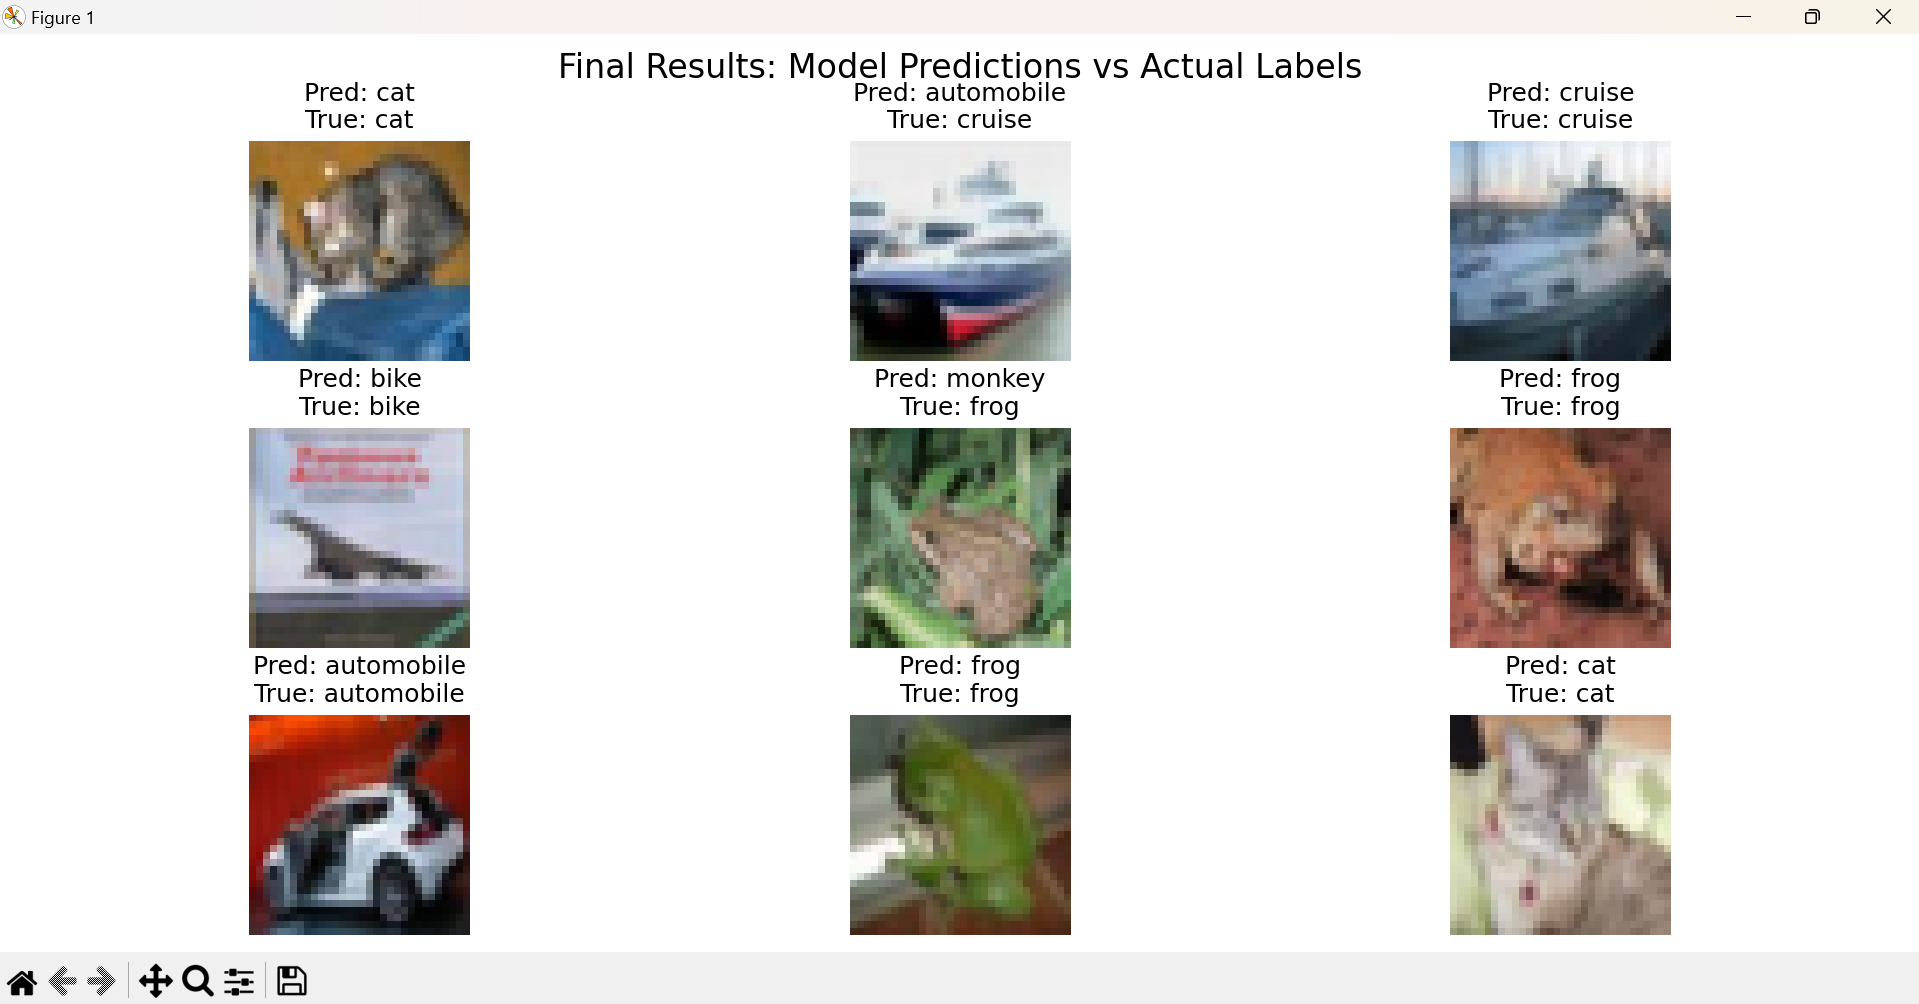 Figure 1
Final Results: Model Predictions vs Actual Labels
Pred: cat
True: cat
Pred: automobile
True: cruise
Pred: cruise
True: cruise
Pred: bike
True: bike
Pred: monkey
True: frog
Pred: frog
True: frog
Pred: automobile
True: automobile
Pred: frog
True: frog
Pred: cat
True: cat